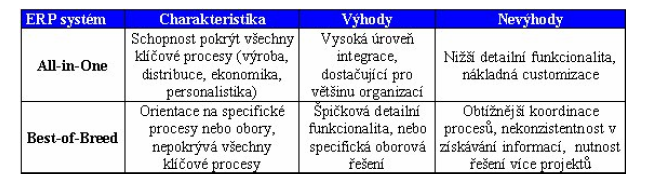 ERP systém Charakteristika Výhody Nevýhody
All-in-One
Schopnost pokrýt všechny
klíčové procesy (výroba,
distribuce, ekonomika,
personalistika)
Vysoká úroveň
integrace,
dostačující pro
většinu organizací
Nižší detailní funkcionalita,
nákladná customizace
Best-of-Breed
Orientace na specifické
procesy nebo obory,
nepokrývá všechny
klíčové procesy
Špičková detailní
funkcionalita, nebo
specifická oborová
řešení
Obtížnější koordinace
procesů, nekonzistentnost v
získávání informací, nutnost
řešení více projektů